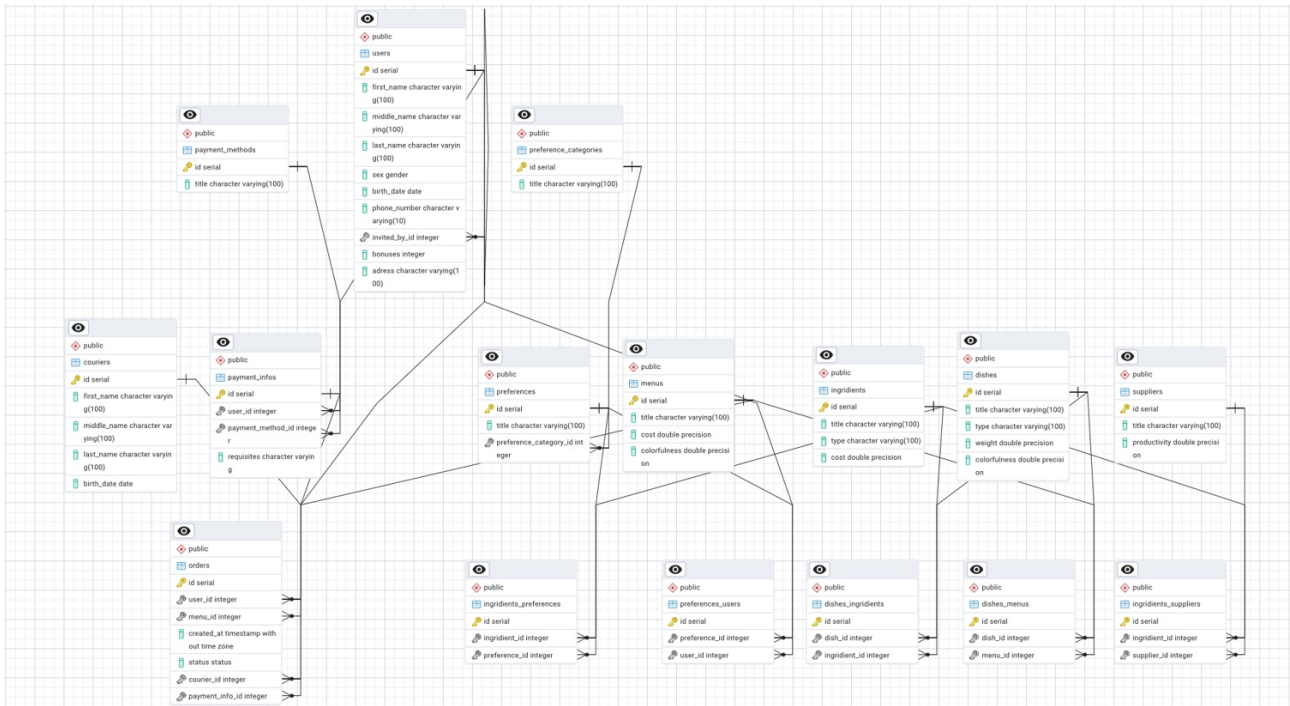 public
users
id serial
first_name character varyin
g(100)
middle_name character var
ying(100)
last_name character varyin
g(100)
sex gender
birth_date date
phone_number character v
arying(10)
invited_by_id integer
bonuses integer
adress character varying(1
00)
public
payment_methods
id serial
title character varying(100)
public
preference_categories
id serial
title character varying(100)
public
couriers
id serial
first_name character varyin
g(100)
middle_name character var
ying(100)
last_name character varyin
g(100)
birth_date date
public
payment_infos
id serial
user_id integer
payment_method_id intege
r
requisites character varyin
g
public
preferences
id serial
title character varying(100)
preference_category_id int
eger
public
menus
id serial
title character varying(100)
cost double precision
colorfulness double precisi
on
public
ingridients
id serial
title character varying(100)
type character varying(100)
cost double precision
public
dishes
id serial
title character varying(100)
type character varying(100)
weight double precision
colorfulness double precisi
on
public
suppliers
id serial
title character varying(100)
productivity double precisi
on
public
orders
id serial
user_id integer
menu_id integer
created_at timestamp with
out time zone
status status
courier_id integer
payment_info_id integer
public
ingridients_preferences
id serial
ingridient_id integer
preference_id integer
public
preferences_users
id serial
preference_id integer
user_id integer
public
dishes_ingridients
id serial
dish_id integer
ingridient_id integer
public
dishes_menus
id serial
dish_id integer
menu_id integer
public
ingridients_suppliers
id serial
ingridient_id integer
supplier_id integer